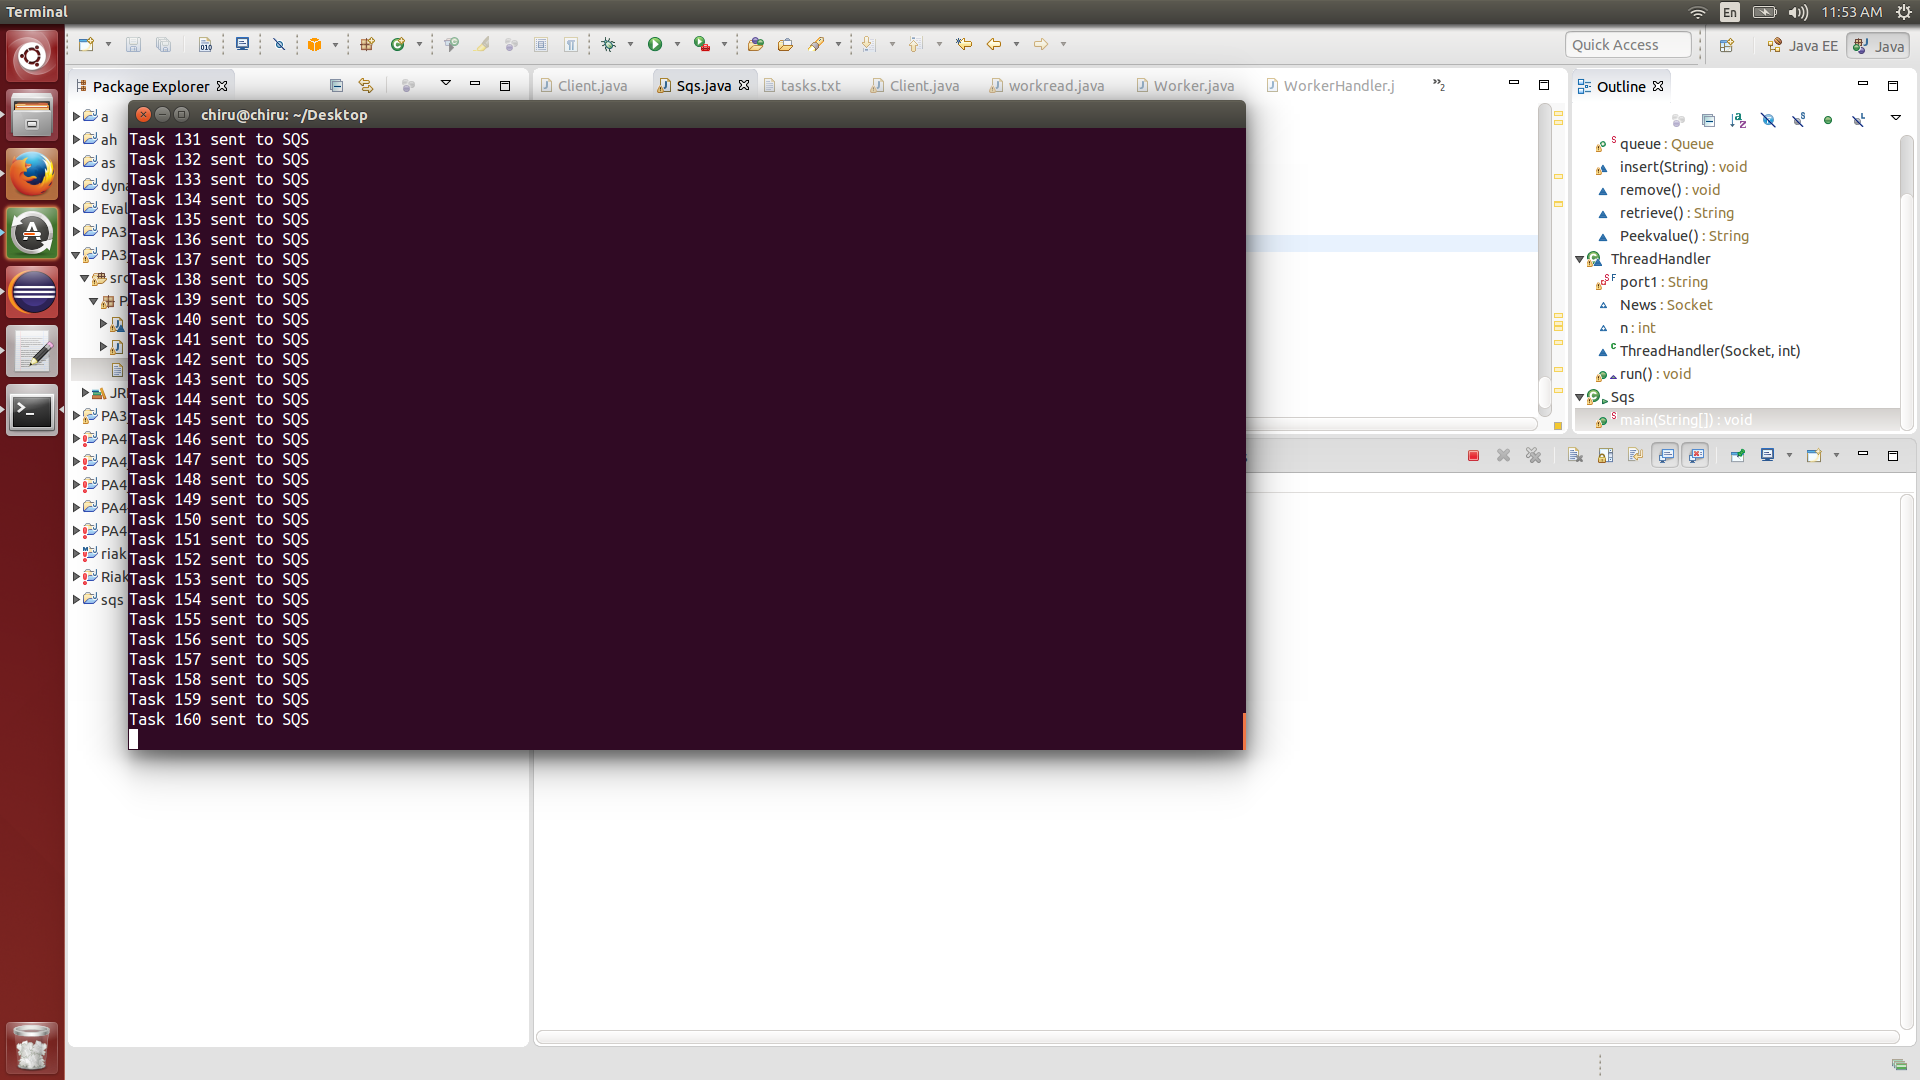 Terminal
En
11:53 AM
Quick Access
Java EE
Java
Package Explorer
Client.java
Sqs.java
tasks.txt
Client.java
workread.java
Worker.java
WorkerHandler.j
»2
Outline
a
ah
as
dyna
Eval
PA3
PA3
src
P
JR
PA3
PA4
PA4
PA4
PA4
PA4
riak
Riak
sqs
chiru@chiru: ~/Desktop
Task 131 sent to SQS
Task 132 sent to SQS
Task 133 sent to SQS
Task 134 sent to SQS
Task 135 sent to SQS
Task 136 sent to SQS
Task 137 sent to SQS
Task 138 sent to SQS
Task 139 sent to SQS
Task 140 sent to SQS
Task 141 sent to SQS
Task 142 sent to SQS
Task 143 sent to SQS
Task 144 sent to SQS
Task 145 sent to SQS
Task 146 sent to SQS
Task 147 sent to SQS
Task 148 sent to SQS
Task 149 sent to SQS
Task 150 sent to SQS
Task 151 sent to SQS
Task 152 sent to SQS
Task 153 sent to SQS
Task 154 sent to SQS
Task 155 sent to SQS
Task 156 sent to SQS
Task 157 sent to SQS
Task 158 sent to SQS
Task 159 sent to SQS
Task 160 sent to SQS
queue : Queue
insert(String) : void
remove() : void
retrieve() : String
Peekvalue() : String
ThreadHandler
port1 : String
News : Socket
n : int
ThreadHandler(Socket, int)
run() : void
Sqs
main(String[]) : void